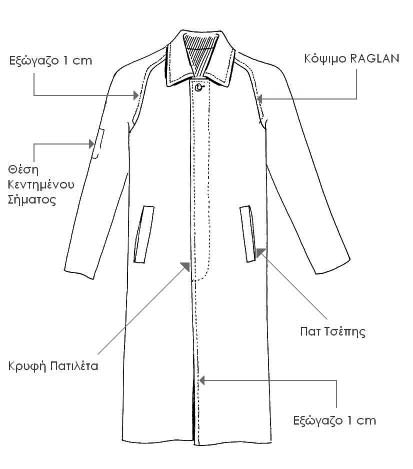 Εξώγαζο 1 cm
Κόψιμο RAGLAN
Θέση
Κεντημένου
Σήματος
Πατ Τσέπης
Κρυφή Πατιλέτα
Εξώγαζο 1 cm